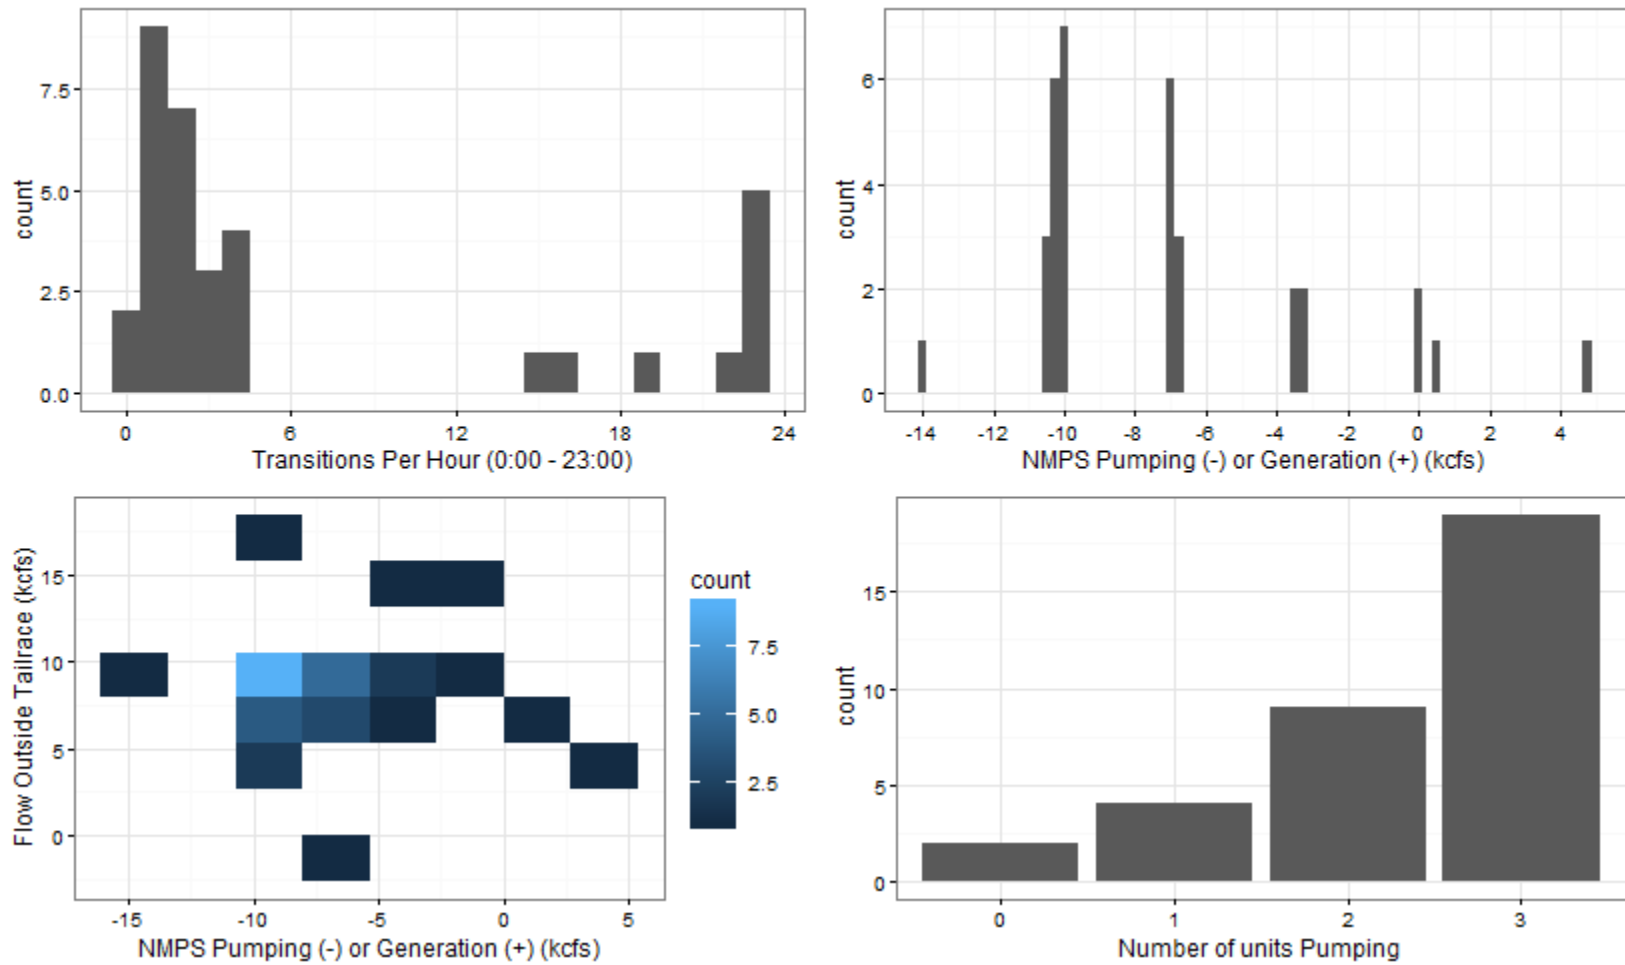 7.5
5.0
2.5
0.0
count
0 6 12 18 24
Transitions Per Hour (0:00 - 23:00)
6
4
2
0
count
-14 -12 -10 -8 -6 -4 -2 0 2 4
NMPS Pumping (-) or Generation (+) (kcfs)
15
10
5
0
Flow Outside Tailrace (kcfs)
-15 -10 -5 0 5
NMPS Pumping (-) or Generation (+) (kcfs)
count
7.5
5.0
2.5
15
10
5
0
count
0 1 2 3
Number of units Pumping